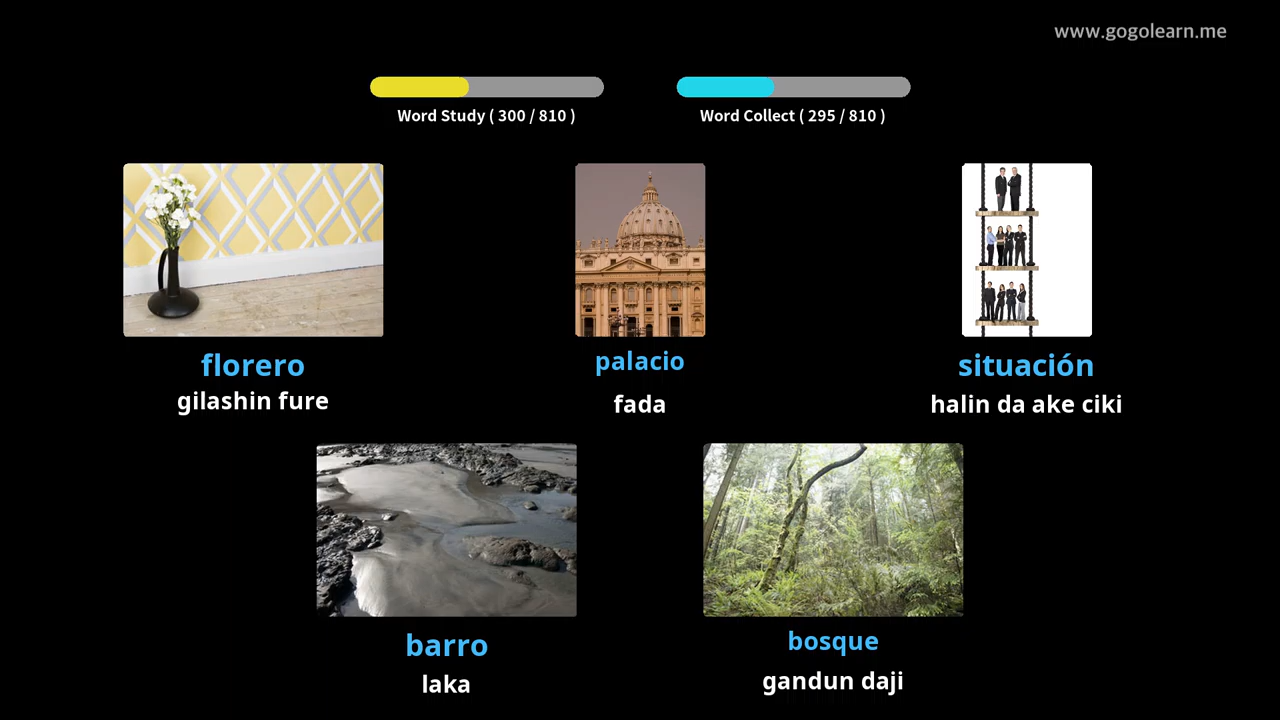 www.gogolearn.me
Word Study ( 300 / 810 )
Word Collect ( 295 / 810 )
florero
gilashin fure
palacio
fada
situación
halin da ake ciki
barro
laka
bosque
gandun daji